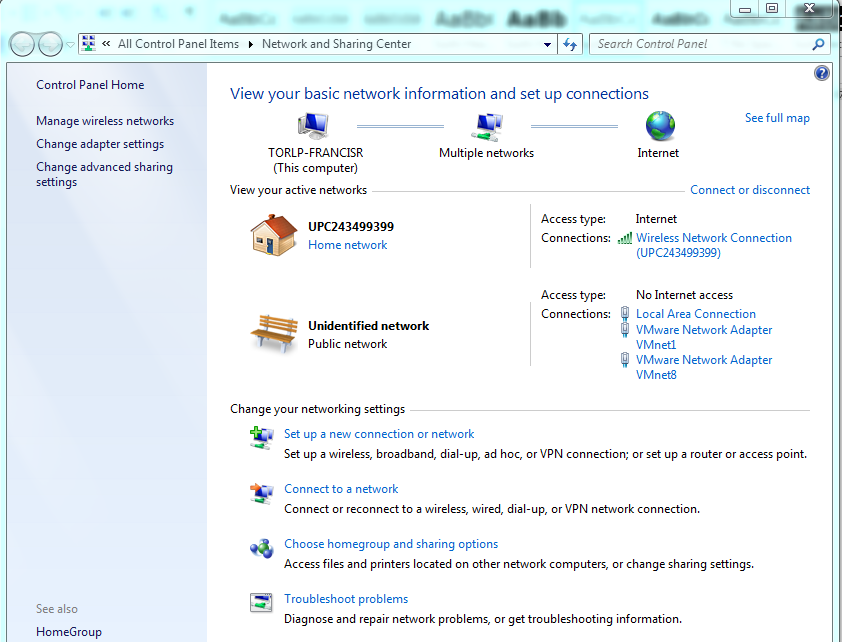 « All Control Panel Items ▸ Network and Sharing Center
Search Control Panel
Control Panel Home
Manage wireless networks
Change adapter settings
Change advanced sharing
settings
See also
HomeGroup
View your basic network information and set up connections
See full map
TORLP-FRANCISR
(This computer)
Multiple networks
Internet
View your active networks
Connect or disconnect
UPC243499399
Home network
Access type: Internet
Connections: Wireless Network Connection
(UPC243499399)
Unidentified network
Public network
Access type: No Internet access
Connections: Local Area Connection
VMware Network Adapter
VMnet1
VMware Network Adapter
VMnet8
Change your networking settings
Set up a new connection or network
Set up a wireless, broadband, dial-up, ad hoc, or VPN connection; or set up a router or access point.
Connect to a network
Connect or reconnect to a wireless, wired, dial-up, or VPN network connection.
Choose homegroup and sharing options
Access files and printers located on other network computers, or change sharing settings.
Troubleshoot problems
Diagnose and repair network problems, or get troubleshooting information.